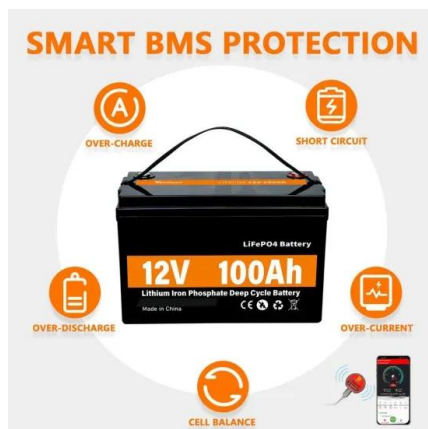 SMART BMS PROTECTION
OVER-CHARGE
SHORT CIRCUIT
LiFePO4 Battery
12V 100Ah
Lithium Iron Phosphate Deep Cycle Battery
Made in China
OVER-DISCHARGE
OVER-CURRENT
CELL BALANCE